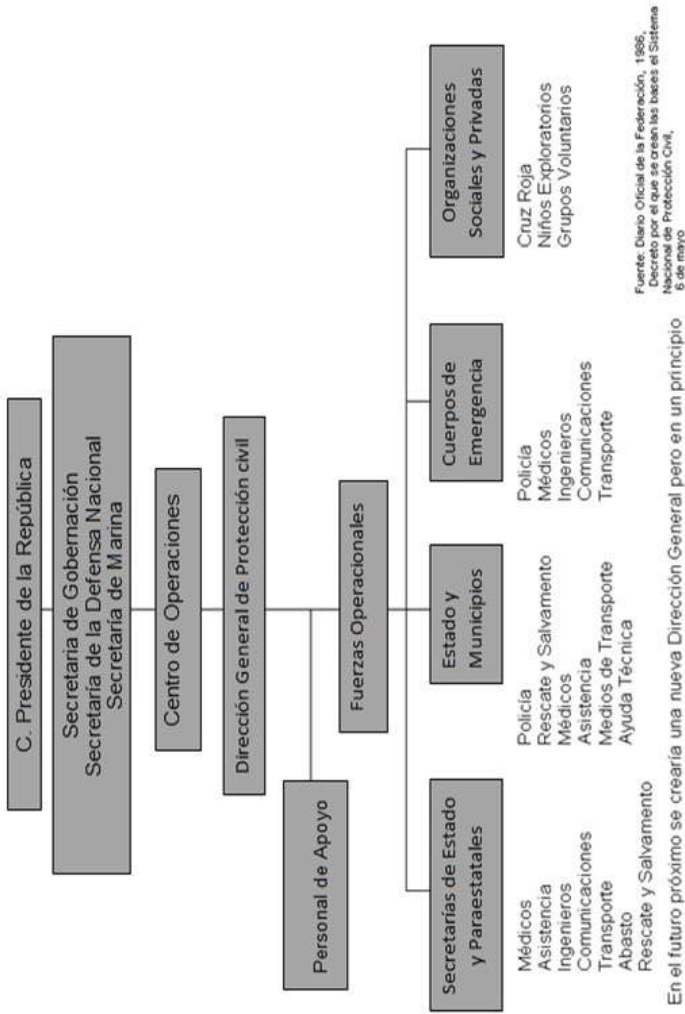 C. Presidente de la República
Secretaria de Gobernación
Secretaría de la Defensa Nacional
Secretaría de Marina
Centro de Operaciones
Dirección General de Protección civil
Personal de Apoyo
Fuerzas Operacionales
Secretarías de Estado
y Paraestatales
Médicos
Asistencia
Ingenieros
Comunicaciones
Transporte
Abasto
Rescate y Salvamento
Estado y
Municipios
Policía
Rescate y Salvamento
Médicos
Asistencia
Medios de Transporte
Ayuda Técnica
Cuerpos de
Emergencia
Policía
Médicos
Ingenieros
Comunicaciones
Transporte
Organizaciones
Sociales y Privadas
Cruz Roja
Niños Exploratorios
Grupos Voluntarios
Fuente: Diario Oficial de la Federación, 1986,
Decreto por el que se crean las bases el Sistema
Nacional de Protección Civil,
6 de mayo
En el futuro próximo se crearía una nueva Dirección General pero en un principio